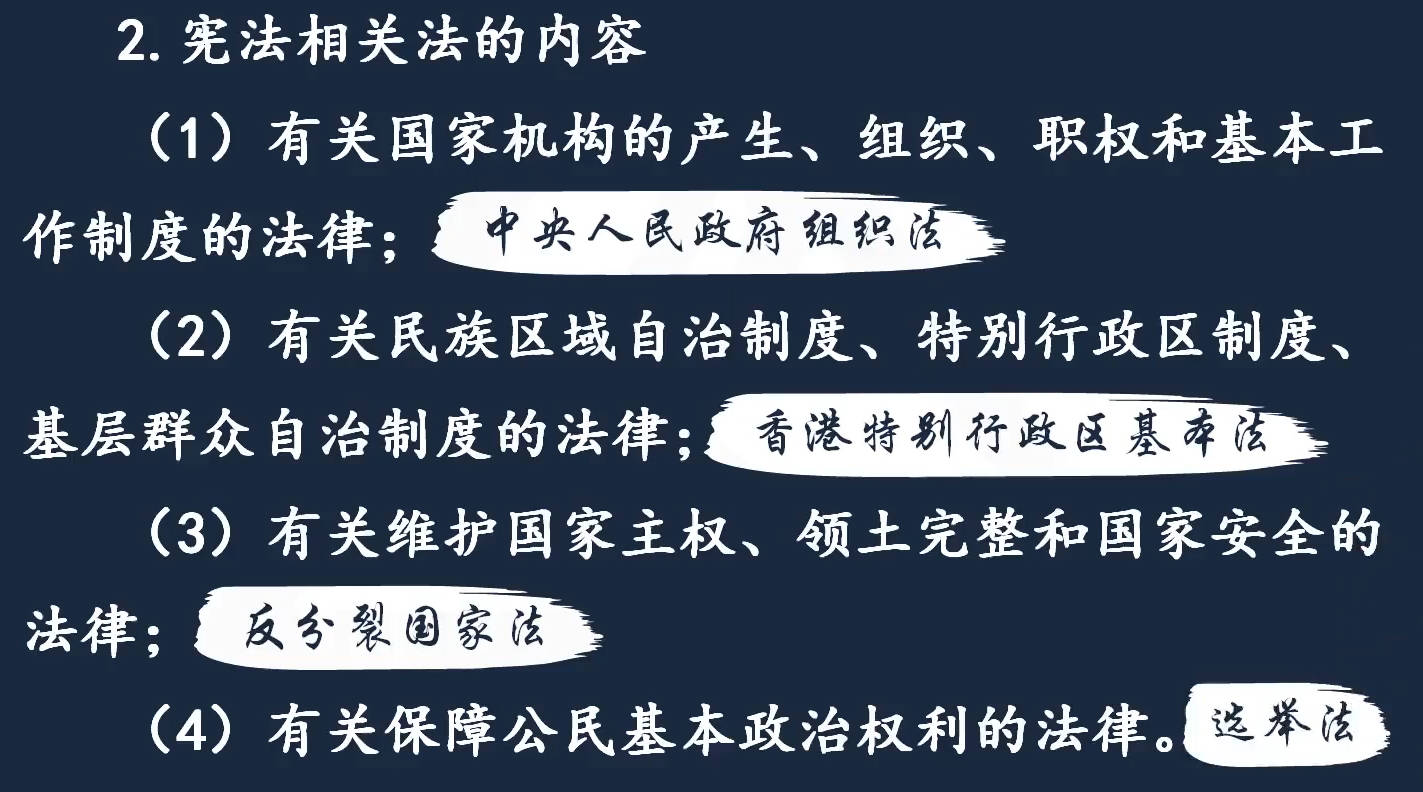 2.宪法相关法的内容
（1）有关国家机构的产生、组织、职权和基本工
作制度的法律；中央人民政府组织法
（2）有关民族区域自治制度、特别行政区制度、
基层群众自治制度的法律；香港特别行政区基本法
（3）有关维护国家主权、领土完整和国家安全的
法律；反分裂国家法
（4）有关保障公民基本政治权利的法律。选举法